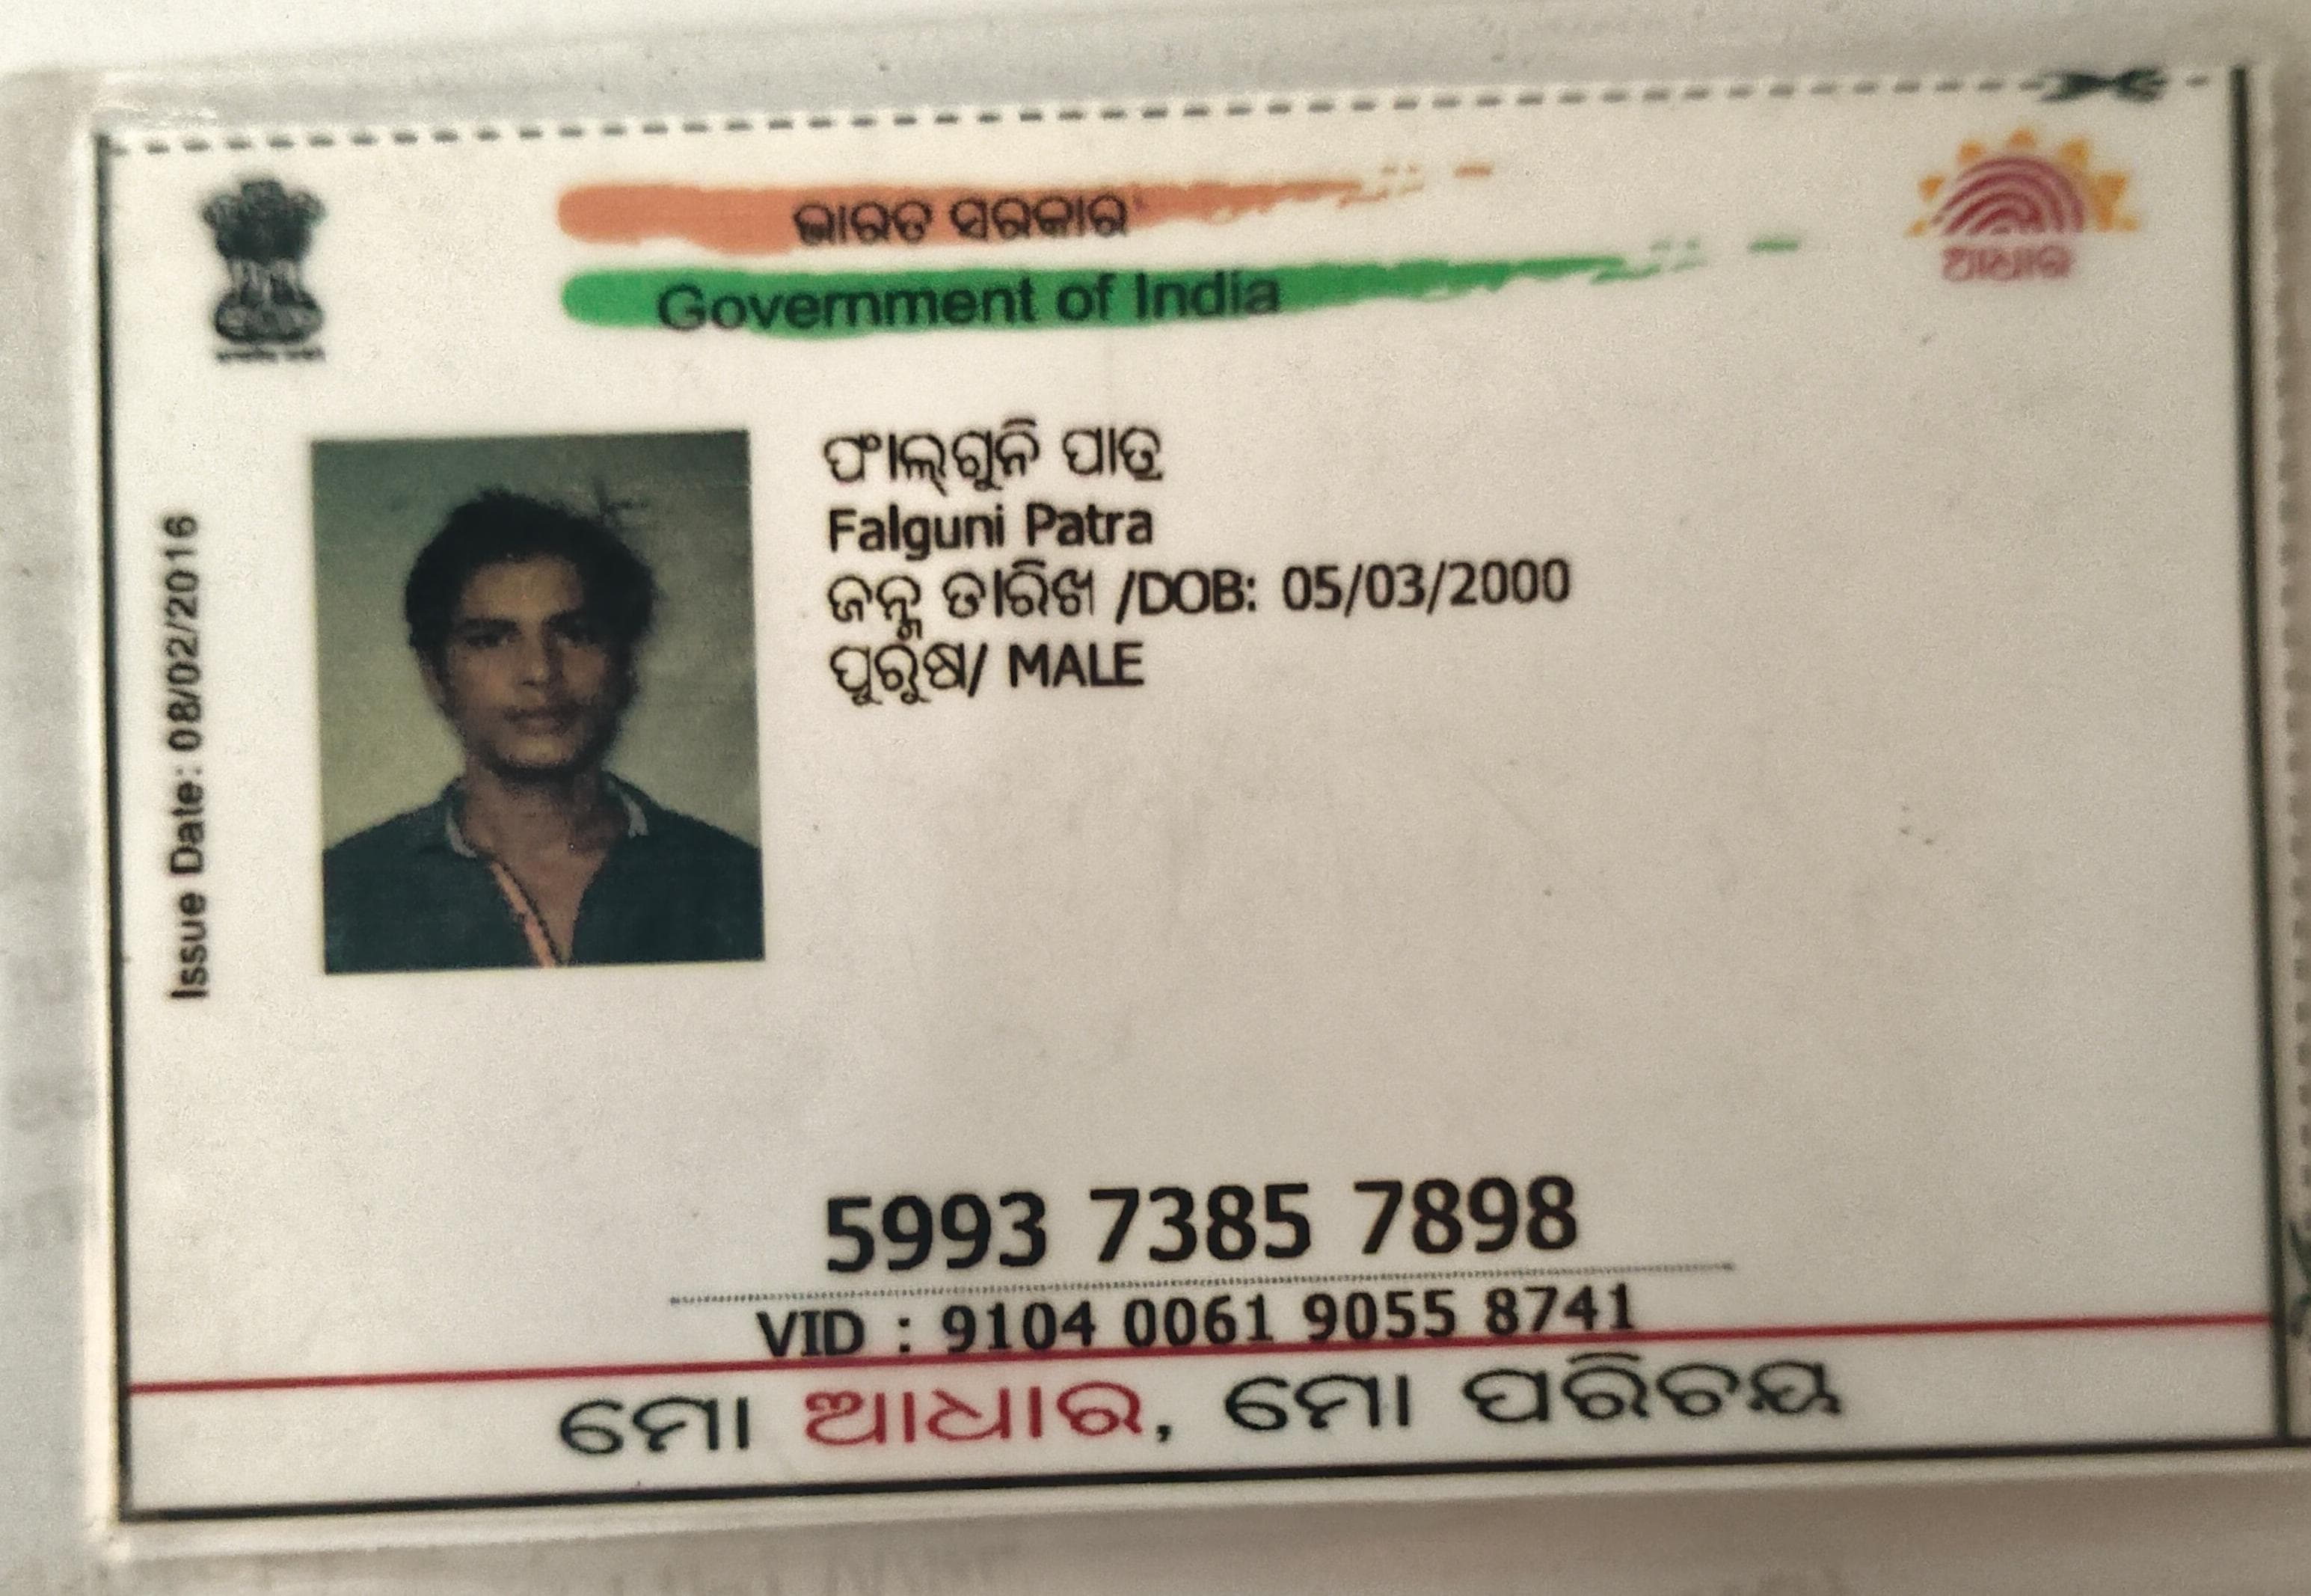 ଭାରତ ସରକାର
Government of India
ଆଧାର
ଫାଲ୍‌ଗୁନି ପାତ୍ର
Falguni Patra
ଜନ୍ମ ତାରିଖ /DOB: 05/03/2000
ପୁରୁଷ/ MALE
Issue Date: 08/02/2016
5993 7385 7898
VID : 9104 0061 9055 8741
ମୋ ଆଧାର, ମୋ ପରିଚୟ